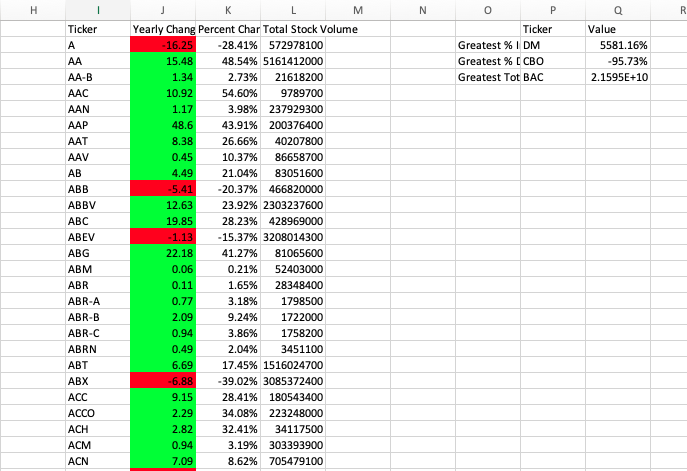 H I J K L M N O P Q R
Ticker Yearly Chang Percent Char Total Stock Volume Ticker Value
A -16.25 -28.41% 572978100 Greatest % I DM 5581.16%
AA 15.48 48.54% 5161412000 Greatest % D CBO -95.73%
AA-B 1.34 2.73% 21618200 Greatest Tot BAC 2.1595E+10
AAC 10.92 54.60% 9789700
AAN 1.17 3.98% 237929300
AAP 48.6 43.91% 200376400
AAT 8.38 26.66% 40207800
AAV 0.45 10.37% 86658700
AB 4.49 21.04% 83051600
ABB -5.41 -20.37% 466820000
ABBV 12.63 23.92% 2303237600
ABC 19.85 28.23% 428969000
ABEV -1.13 -15.37% 3208014300
ABG 22.18 41.27% 81065600
ABM 0.06 0.21% 52403000
ABR 0.11 1.65% 28348400
ABR-A 0.77 3.18% 1798500
ABR-B 2.09 9.24% 1722000
ABR-C 0.94 3.86% 1758200
ABRN 0.49 2.04% 3451100
ABT 6.69 17.45% 1516024700
ABX -6.88 -39.02% 3085372400
ACC 9.15 28.41% 180543400
ACCO 2.29 34.08% 223248000
ACH 2.82 32.41% 34117500
ACM 0.94 3.19% 303393900
ACN 7.09 8.62% 705479100